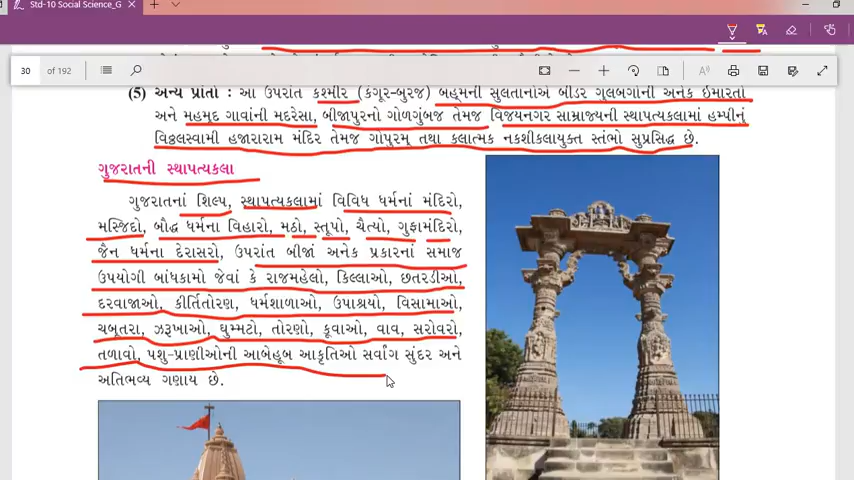 Std-10 Social Science_G
30 of 192
(5) અન્ય પ્રાંતો : આ ઉપરાંત કશ્મીર (કંગૂર-બુરજ) બહ્મની સુલતાનોએ બીડર ગુલબર્ગાની અનેક ઈમારતો
અને મહમૂદ ગાવાંની મદરેસા, બીજાપુરનો ગોળગુંબજ તેમજ વિજયનગર સામ્રાજ્યની સ્થાપત્યકલામાં હમ્પીનું
વિઠ્ઠલસ્વામી હજારારામ મંદિર તેમજ ગોપુરમ્ તથા કલાત્મક નકશીકલાયુક્ત સ્તંભો સુપ્રસિદ્ધ છે.
ગુજરાતની સ્થાપત્યકલા
ગુજરાતનાં શિલ્પ, સ્થાપત્યકલામાં વિવિધ ધર્મનાં મંદિરો,
મસ્જિદો, બૌદ્ધ ધર્મના વિહારો, મઠો, સ્તૂપો, ચૈત્યો, ગુફામંદિરો,
જૈન ધર્મના દેરાસરો, ઉપરાંત બીજાં અનેક પ્રકારનાં સમાજ
ઉપયોગી બાંધકામો જેવાં કે રાજમહેલો, કિલ્લાઓ, છતરડીઓ,
દરવાજાઓ, કીર્તિતોરણ, ધર્મશાળાઓ, ઉપાશ્રયો, વિસામાઓ,
ચબૂતરા, ઝરૂખાઓ, ઘુમ્મટો, તોરણો, કૂવાઓ, વાવ, સરોવરો,
તળાવો, પશુ-પ્રાણીઓની આબેહૂબ આકૃતિઓ સર્વાંગ સુંદર અને
અતિભવ્ય ગણાય છે.